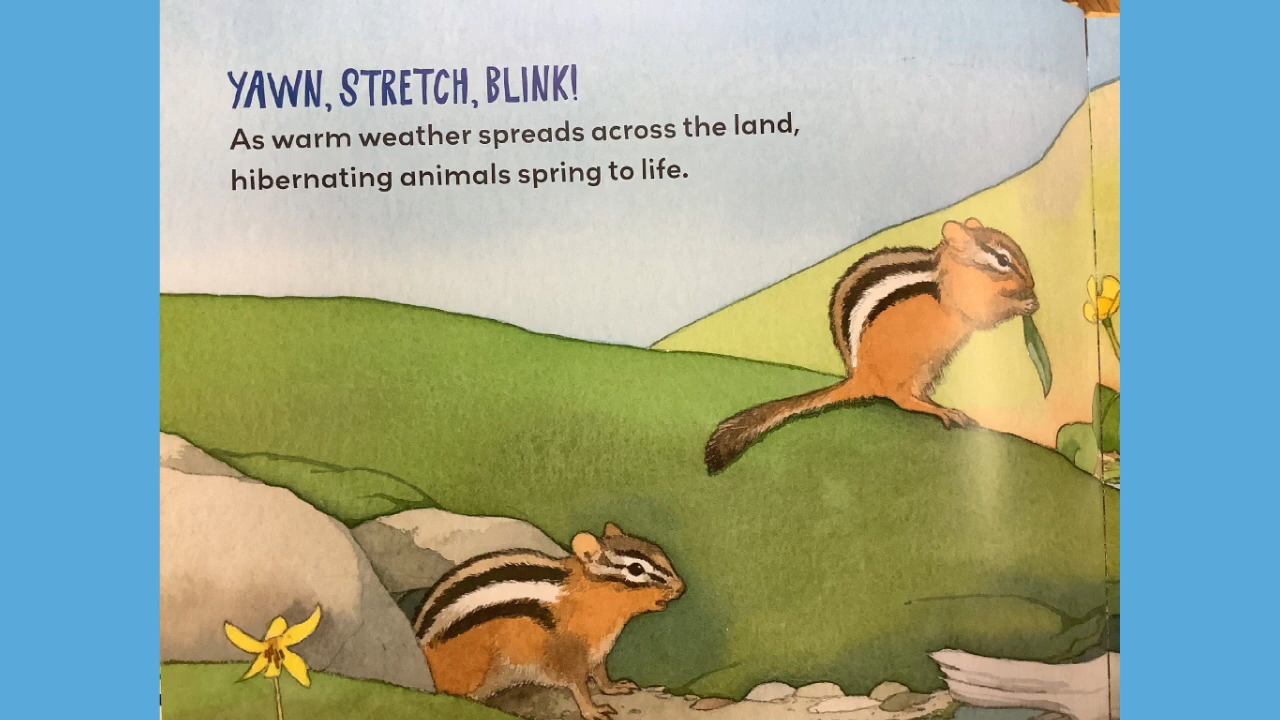 YAWN, STRETCH, BLINK!
As warm weather spreads across the land,
hibernating animals spring to life.